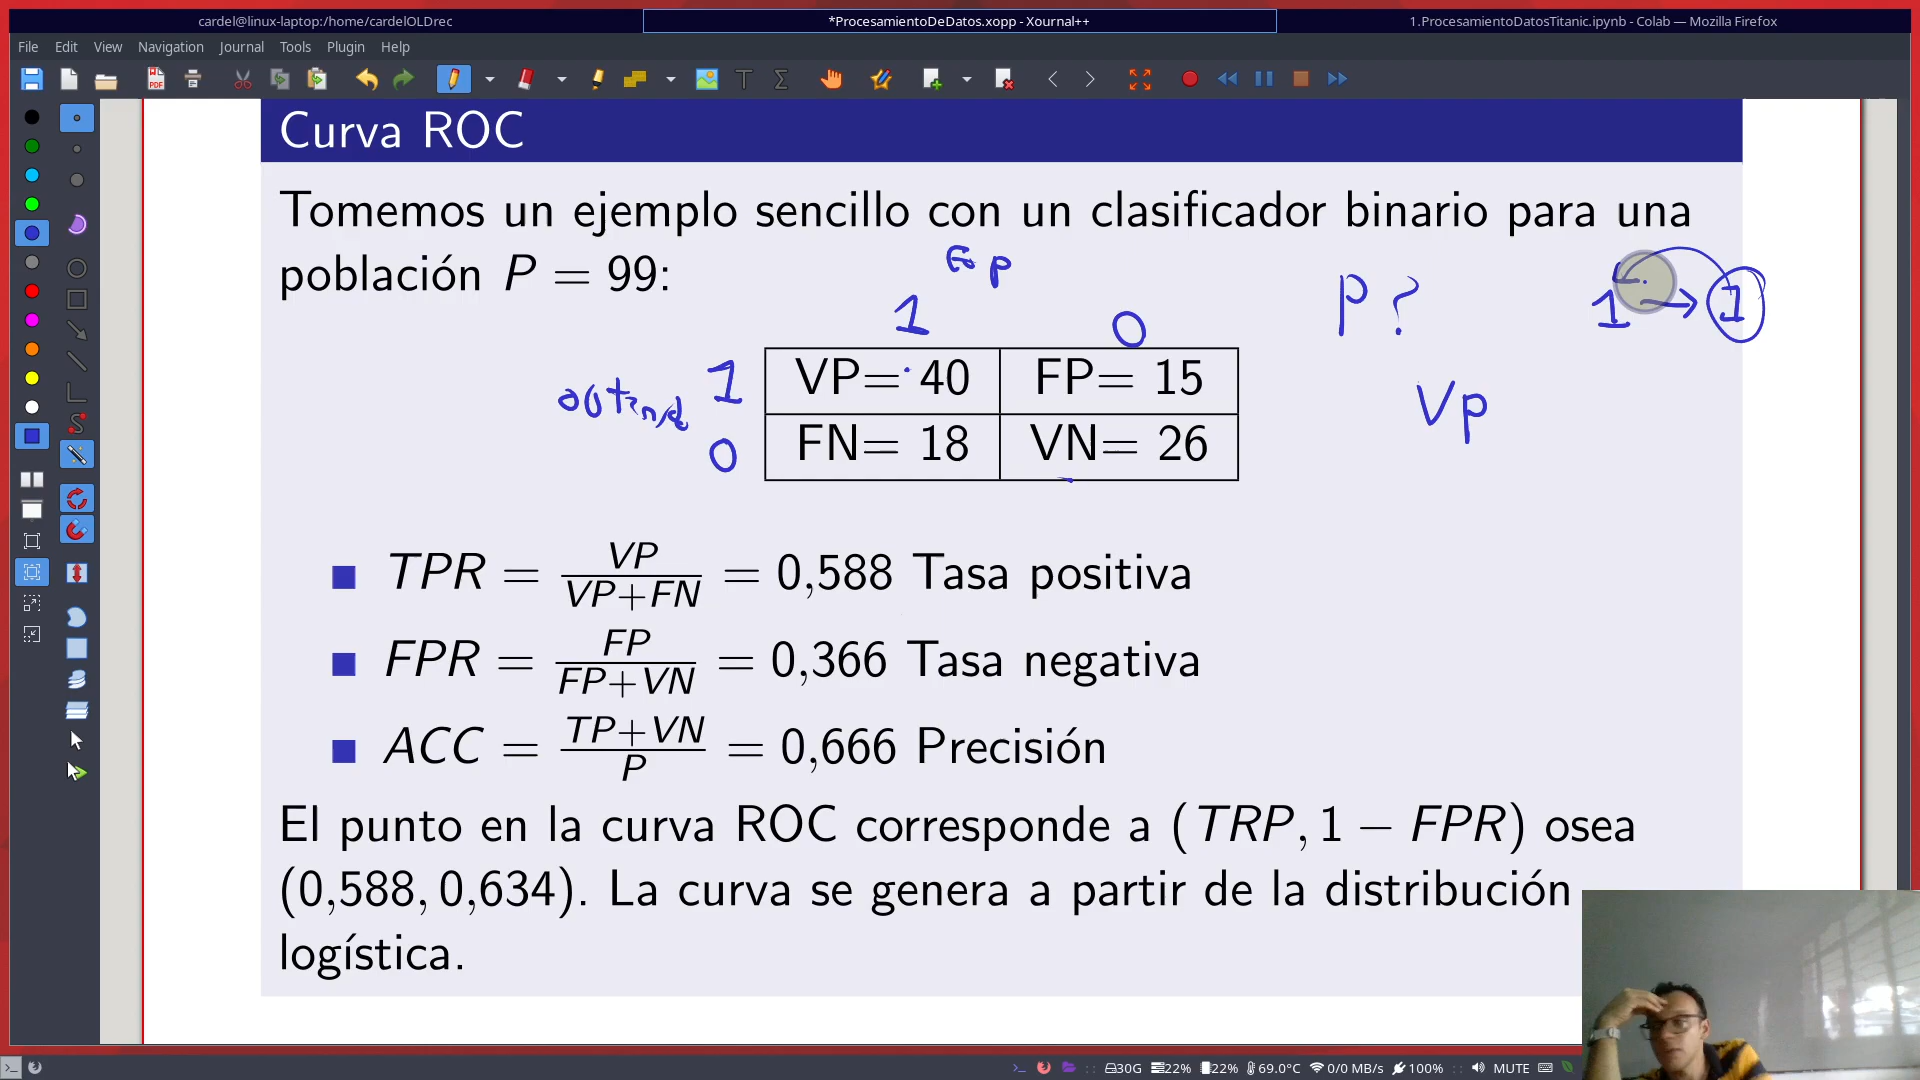 cardel@linux-laptop:/home/cardelOLDrec
*ProcesamientoDeDatos.xopp - Xournal++
1.ProcesamientoDatosTitanic.ipynb - Colab — Mozilla Firefox
File Edit View Navigation Journal Tools Plugin Help
Curva ROC
Tomemos un ejemplo sencillo con un clasificador binario para una
población P = 99:
1 0
P ?
1 → 1
1
0
VP= 40 FP= 15
FN= 18 VN= 26
Vp
TPR = VP / VP+FN = 0,588 Tasa positiva
FPR = FP / FP+VN = 0,366 Tasa negativa
ACC = TP+VN / P = 0,666 Precisión
El punto en la curva ROC corresponde a (TRP, 1 − FPR) osea
(0,588, 0,634). La curva se genera a partir de la distribución
logística.
30G 22% 22% 69.0°C 0/0 MB/s 100% MUTE